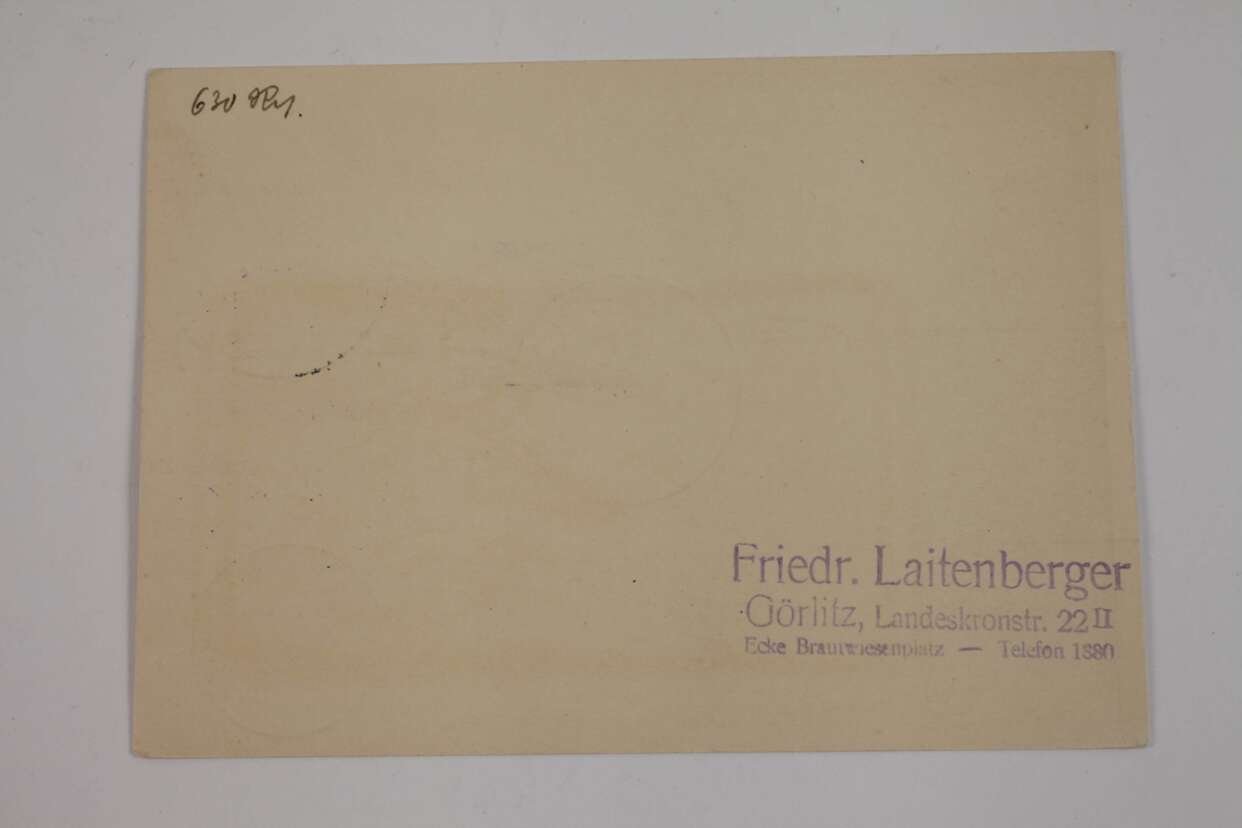 630
Friedr. Laitenberger
Görlitz, Landeskronstr. 22 II
Ecke Brautwiesenplatz — Telefon 1880